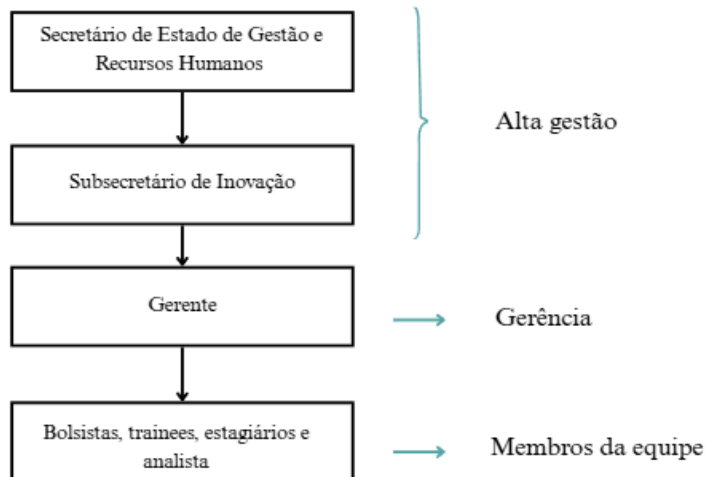 Secretário de Estado de Gestão e
Recursos Humanos
Alta gestão
Subsecretário de Inovação
Gerente
Gerência
Bolsistas, trainees, estagiários e
analista
Membros da equipe